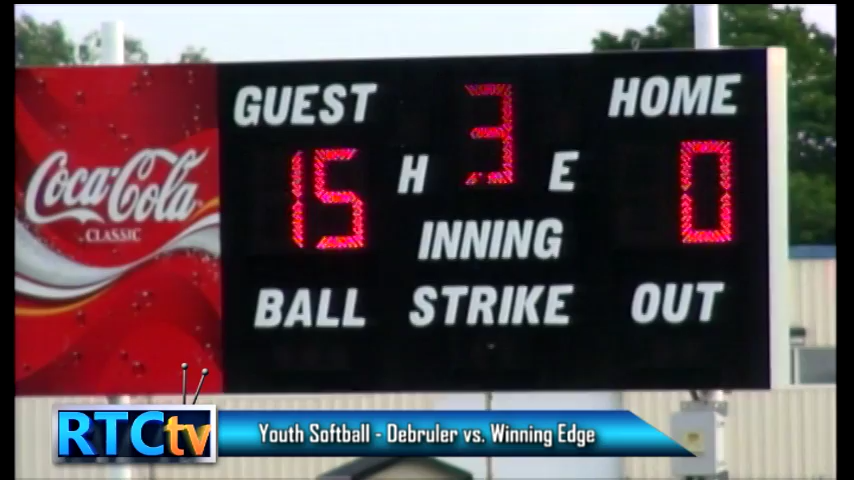 GUEST 3 HOME
15 H E 0
INNING
BALL STRIKE OUT
Coca-Cola
CLASSIC
RTCtv
Youth Softball - Debruler vs. Winning Edge